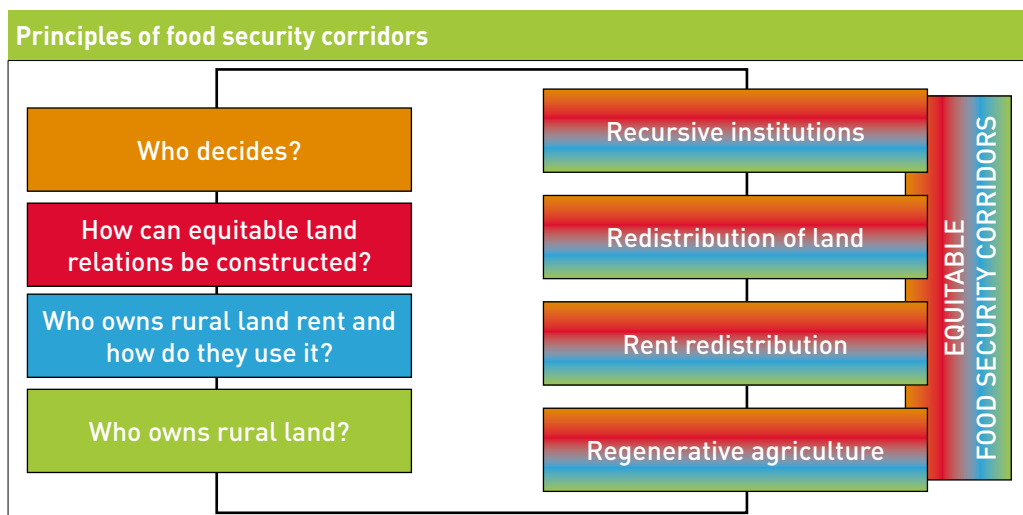 Principles of food security corridors
Who decides?
How can equitable land
relations be constructed?
Who owns rural land rent and
how do they use it?
Who owns rural land?
Recursive institutions
Redistribution of land
Rent redistribution
Regenerative agriculture
EQUITABLE
FOOD SECURITY CORRIDORS